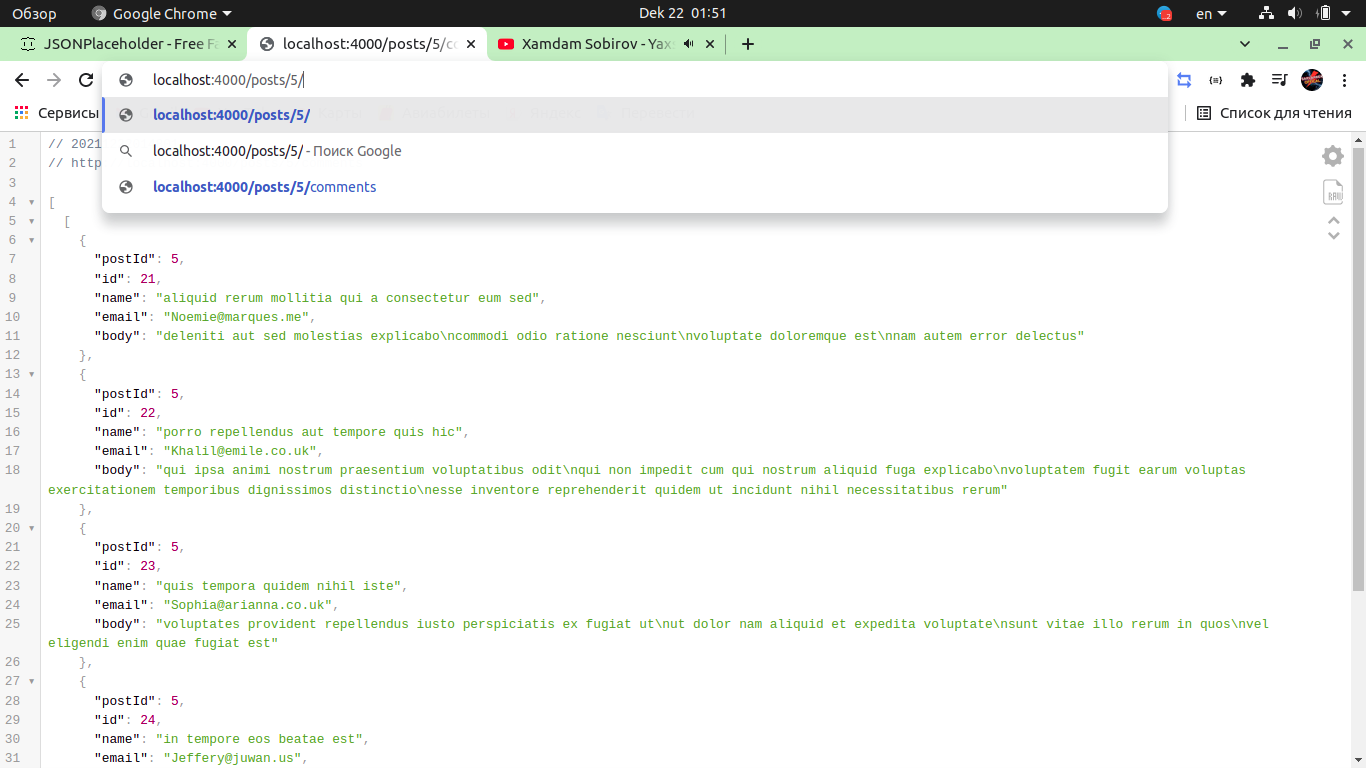 Обзор
Google Chrome
Dek 22 01:51
en
JSONPlaceholder - Free Fa
localhost:4000/posts/5/co
Xamdam Sobirov - Yax
localhost:4000/posts/5/
Сервисы
Список для чтения
localhost:4000/posts/5/
localhost:4000/posts/5/ - Поиск Google
localhost:4000/posts/5/comments
1 // 2021
2 // http
3
4 [
5 [
6 {
7 "postId": 5,
8 "id": 21,
9 "name": "aliquid rerum mollitia qui a consectetur eum sed",
10 "email": "Noemie@marques.me",
11 "body": "deleniti aut sed molestias explicabo\ncommodi odio ratione nesciunt\nvoluptate doloremque est\nnam autem error delectus"
12 },
13 {
14 "postId": 5,
15 "id": 22,
16 "name": "porro repellendus aut tempore quis hic",
17 "email": "Khalil@emile.co.uk",
18 "body": "qui ipsa animi nostrum praesentium voluptatibus odit\nqui non impedit cum qui nostrum aliquid fuga explicabo\nvoluptatem fugit earum voluptas
exercitationem temporibus dignissimos distinctio\nesse inventore reprehenderit quidem ut incidunt nihil necessitatibus rerum"
19 },
20 {
21 "postId": 5,
22 "id": 23,
23 "name": "quis tempora quidem nihil iste",
24 "email": "Sophia@arianna.co.uk",
25 "body": "voluptates provident repellendus iusto perspiciatis ex fugiat ut\nut dolor nam aliquid et expedita voluptate\nsunt vitae illo rerum in quos\nvel
eligendi enim quae fugiat est"
26 },
27 {
28 "postId": 5,
29 "id": 24,
30 "name": "in tempore eos beatae est",
31 "email": "Jeffery@juwan.us",
RAW